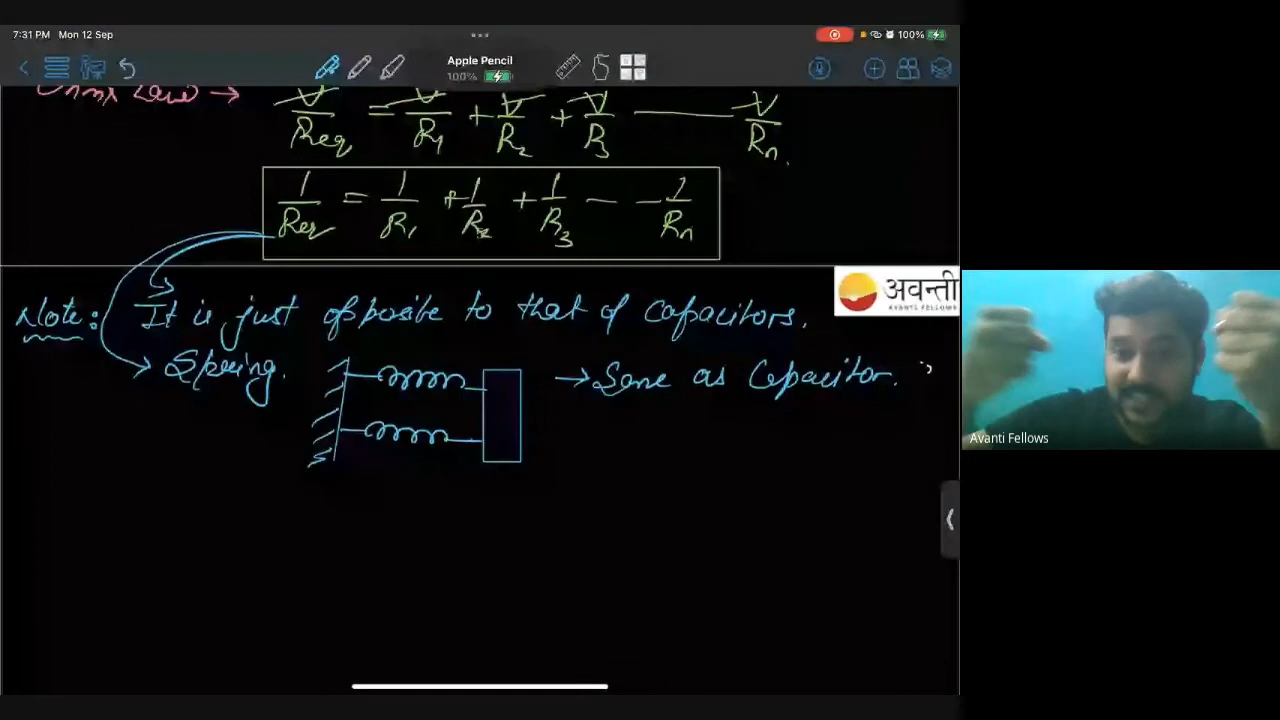 7:31 PM Mon 12 Sep
100%
Apple Pencil
100%
→ V/Req = V/R₁ + V/R₂ + V/R₃ — V/Rn.
1/Req = 1/R₁ + 1/R₂ + 1/R₃ – – 1/Rn
अवन्ती
AVANTI FELLOWS
Note: It is just opposite to that of capacitors.
→ Spring. → Same as Capacitor.
Avanti Fellows